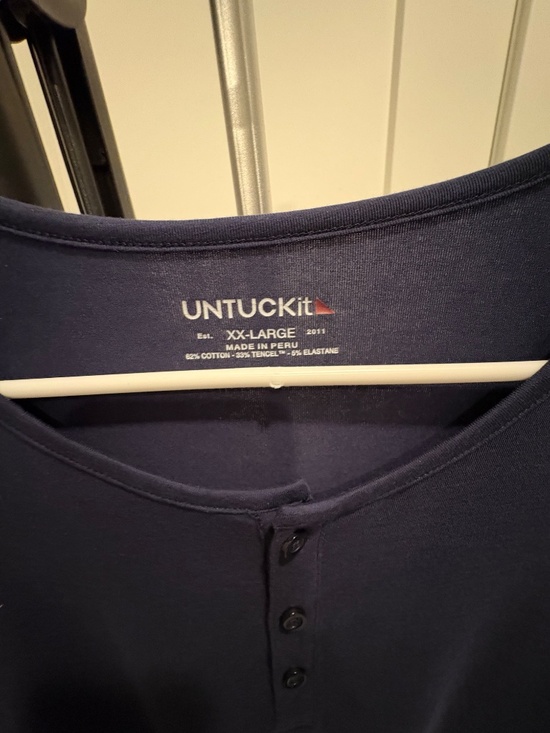 UNTUCKit
Est. XX-LARGE 2011
MADE IN PERU
62% COTTON - 33% TENCEL™ - 5% ELASTANE